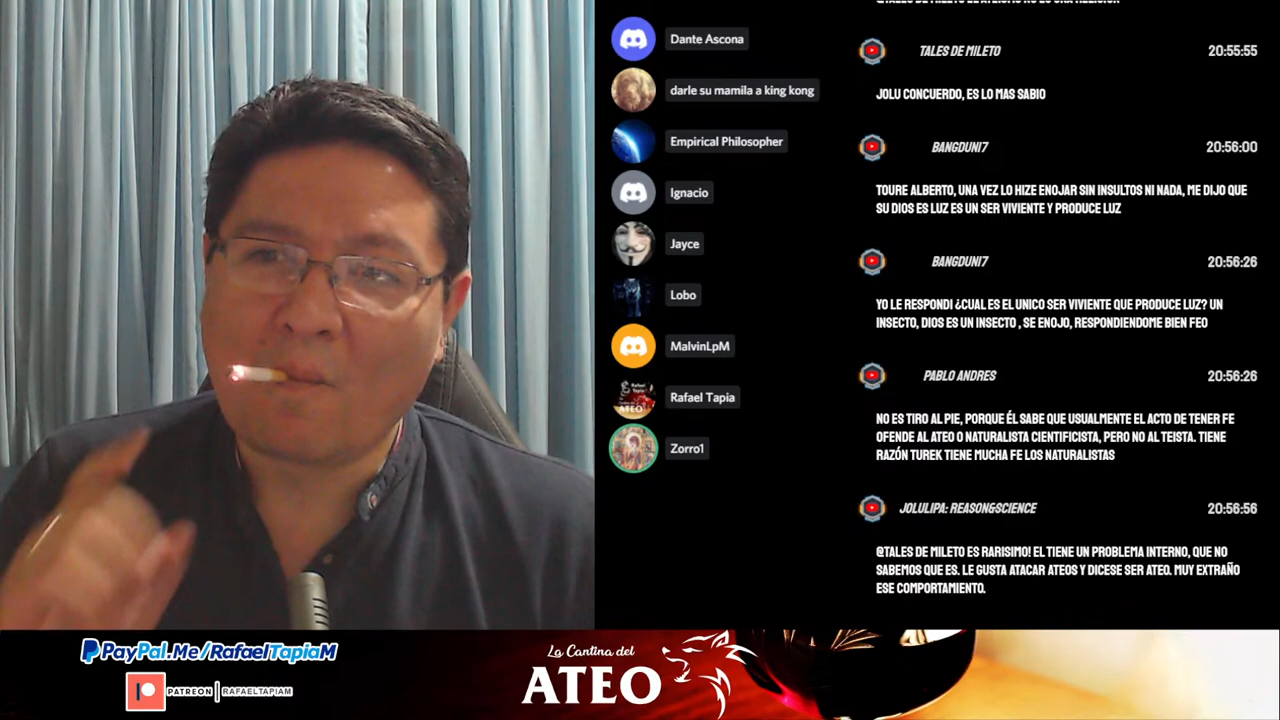 Dante Ascona
darle su mamila a king kong
Empirical Philosopher
Ignacio
Jayce
Lobo
MalvinLpM
Rafael Tapia
Zorro1
TALES DE MILETO
20:55:55
JOLU CONCUERDO, ES LO MAS SABIO
BANGDUNI7
20:56:00
TOURE ALBERTO, UNA VEZ LO HIZE ENOJAR SIN INSULTOS NI NADA, ME DIJO QUE
SU DIOS ES LUZ ES UN SER VIVIENTE Y PRODUCE LUZ
BANGDUNI7
20:56:26
YO LE RESPONDI ¿CUAL ES EL UNICO SER VIVIENTE QUE PRODUCE LUZ? UN
INSECTO, DIOS ES UN INSECTO , SE ENOJO, RESPONDIENDOME BIEN FEO
PABLO ANDRES
20:56:26
NO ES TIRO AL PIE, PORQUE ÉL SABE QUE USUALMENTE EL ACTO DE TENER FE
OFENDE AL ATEO O NATURALISTA CIENTIFICISTA, PERO NO AL TEISTA. TIENE
RAZÓN TUREK TIENE MUCHA FE LOS NATURALISTAS
JOLULIPA: REASON&SCIENCE
20:56:56
@TALES DE MILETO ES RARISIMO! EL TIENE UN PROBLEMA INTERNO, QUE NO
SABEMOS QUE ES. LE GUSTA ATACAR ATEOS Y DICESE SER ATEO. MUY EXTRAÑO
ESE COMPORTAMIENTO.
PayPal.Me/RafaelTapiaM
PATREON | RAFAELTAPIAM
La Cantina del
ATEO